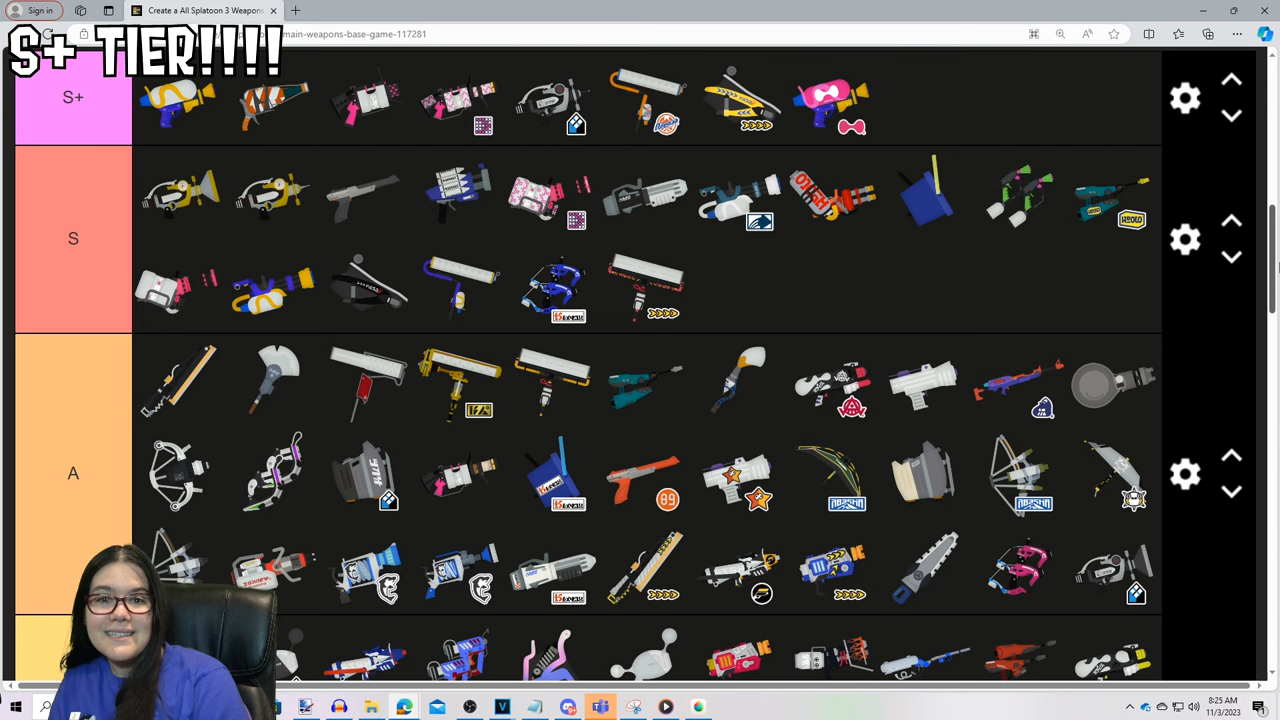 Sign in
Create a All Splatoon 3 Weapons
main-weapons-base-game-117281
S+ TIER!!!!
S+
S
A
8:25 AM
11/3/2023